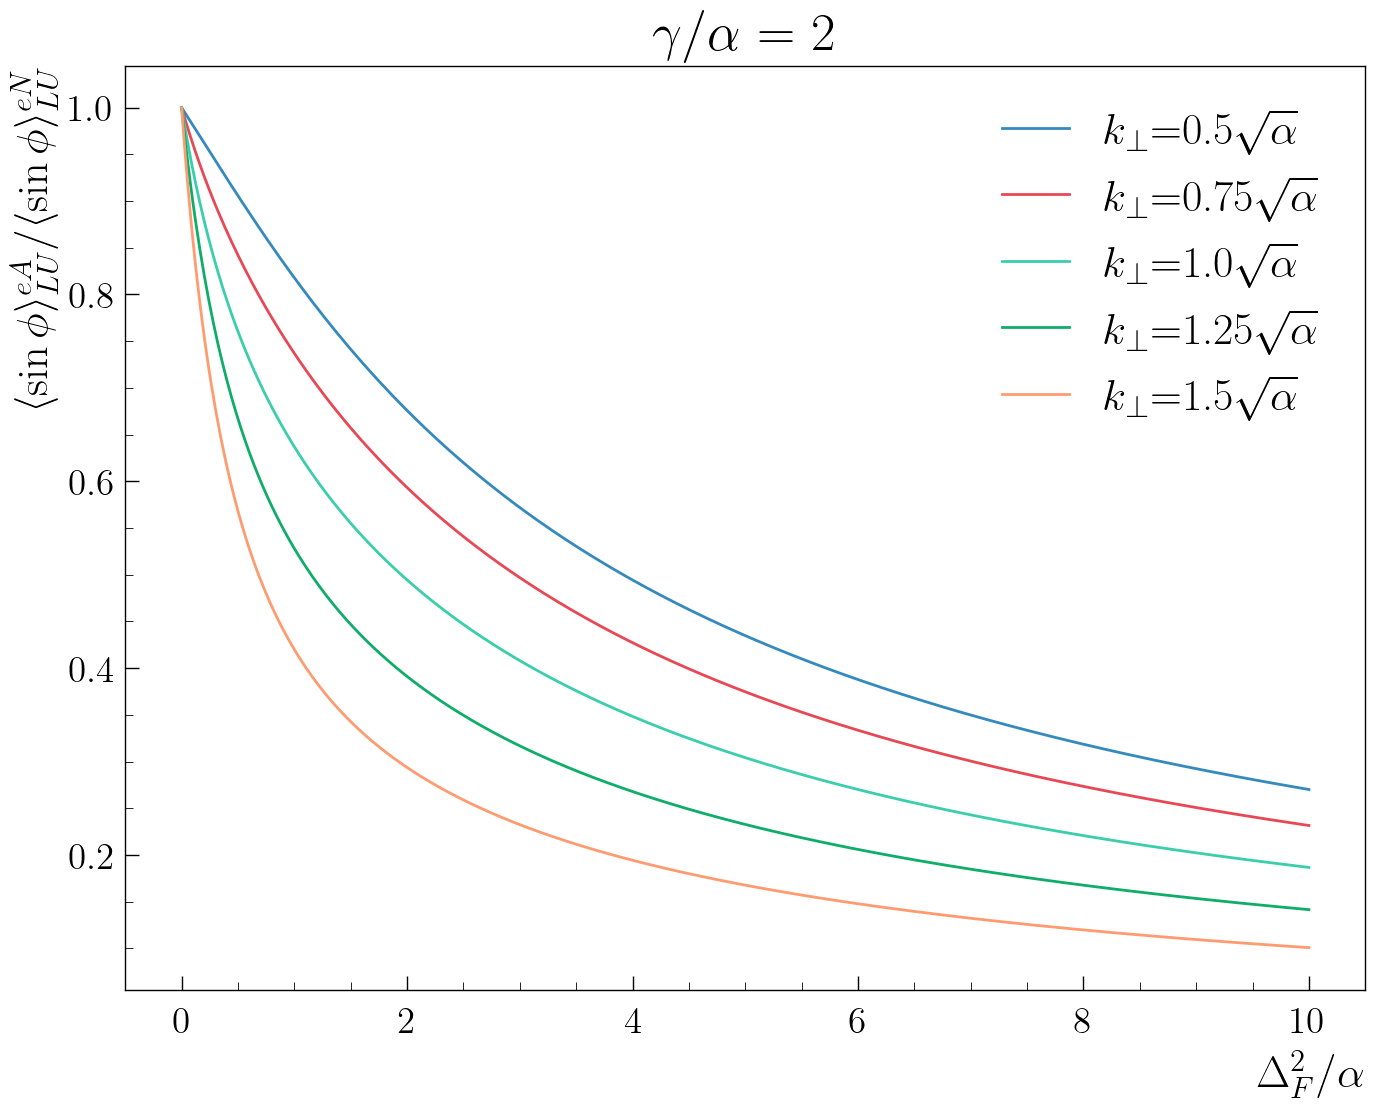 γ/α = 2
⟨sin ϕ⟩^{eA}_{LU}/⟨sin ϕ⟩^{eN}_{LU}
1.0
0.8
0.6
0.4
0.2
k⊥=0.5√α
k⊥=0.75√α
k⊥=1.0√α
k⊥=1.25√α
k⊥=1.5√α
0 2 4 6 8 10
Δ²_F/α